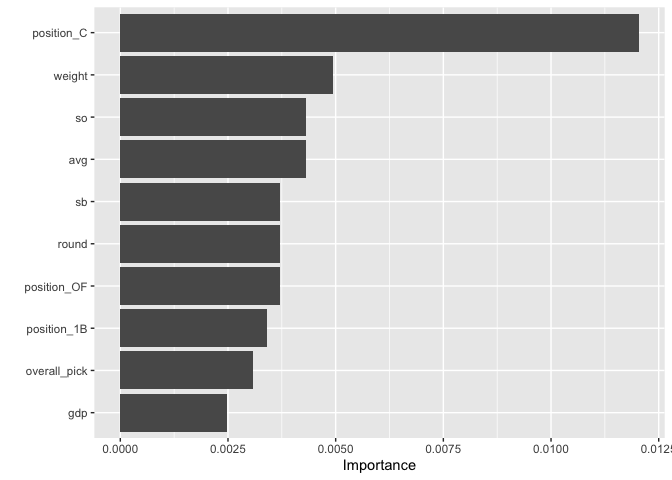 position_C
weight
so
avg
sb
round
position_OF
position_1B
overall_pick
gdp
0.0000 0.0025 0.0050 0.0075 0.0100 0.0125
Importance